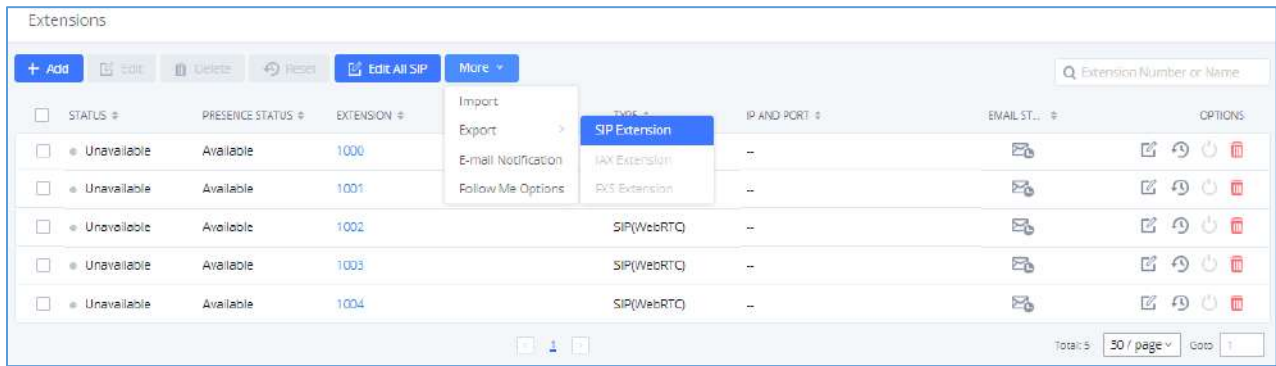 Extensions
+ Add Edit Delete Reset Edit All SIP More
Extension Number or Name
STATUS PRESENCE STATUS EXTENSION TYPE IP AND PORT EMAIL ST... OPTIONS
Import
Export > SIP Extension
E-mail Notification IAX Extension
Follow Me Options FXS Extension
Unavailable Available 1000 --
Unavailable Available 1001 --
Unavailable Available 1002 SIP(WebRTC) --
Unavailable Available 1003 SIP(WebRTC) --
Unavailable Available 1004 SIP(WebRTC) --
< 1 > Total: 5 30 / page Goto 1